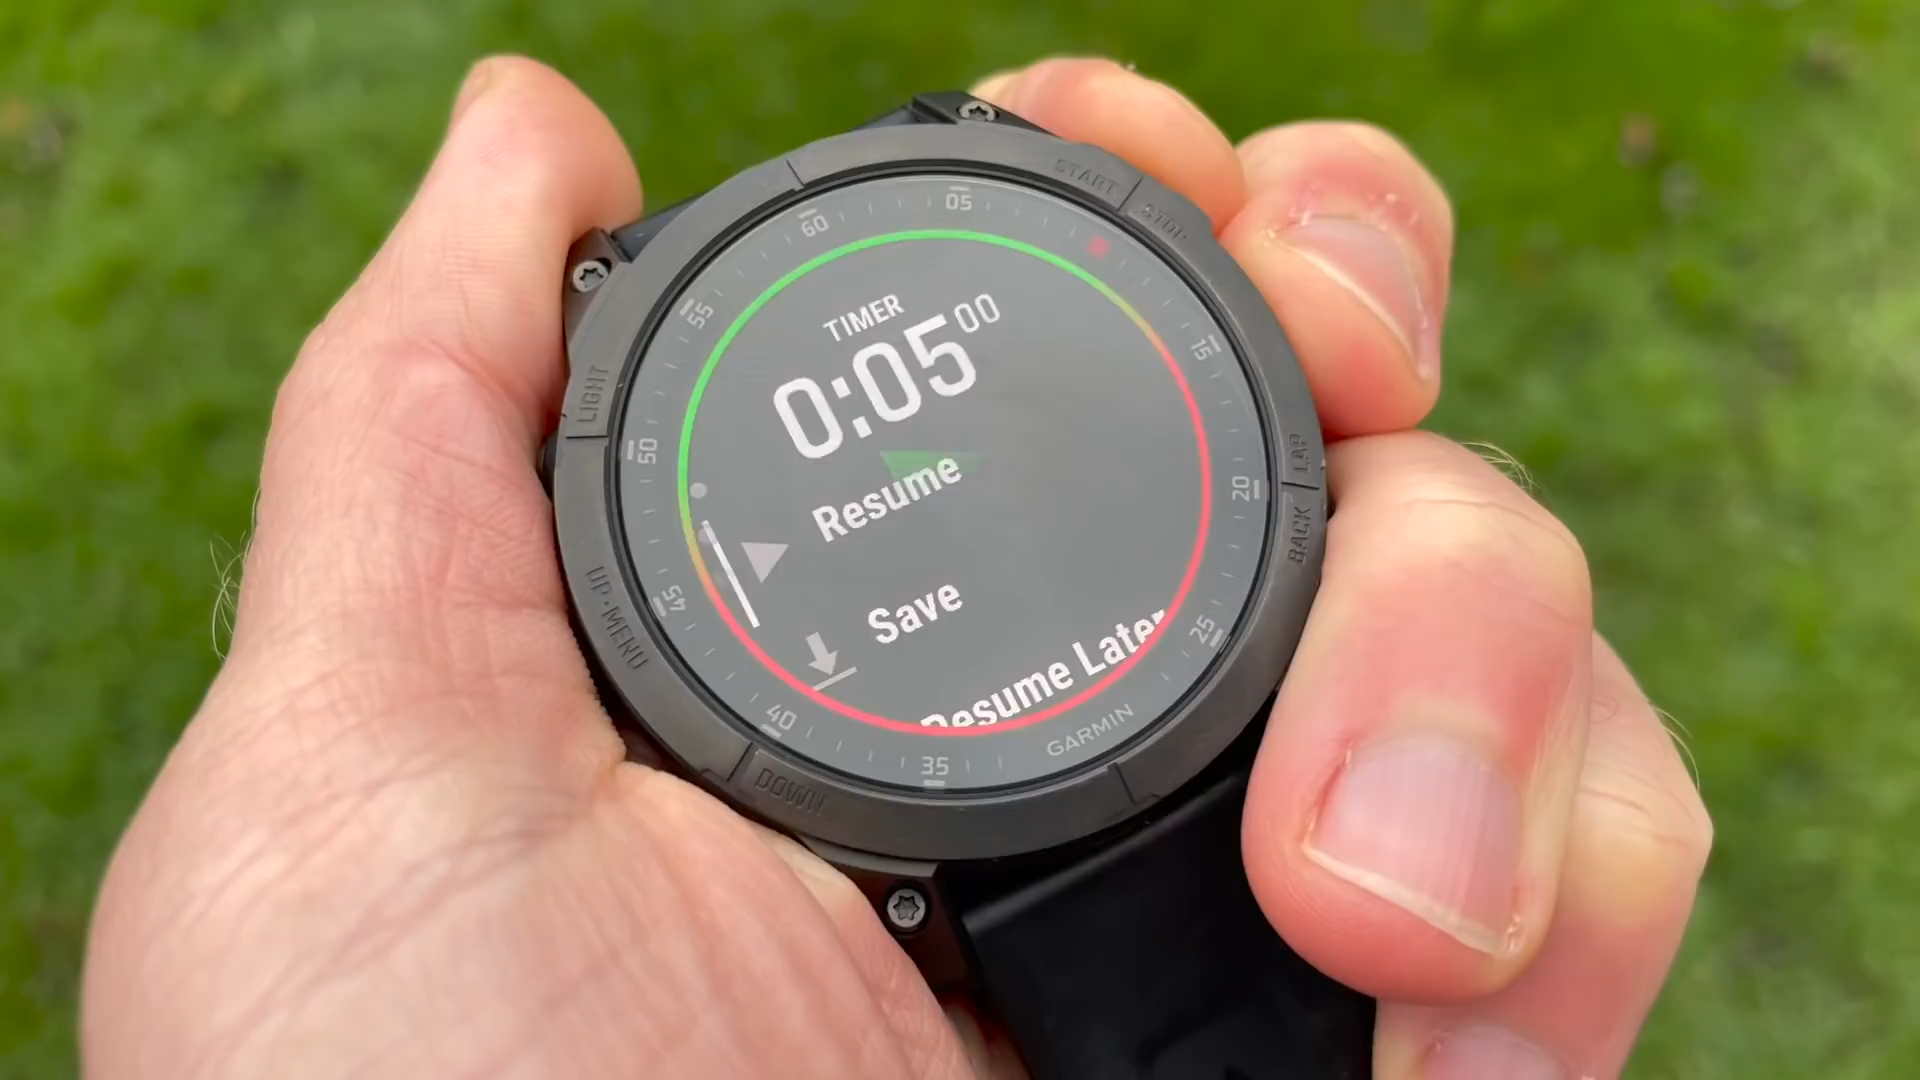 START
STOP
LIGHT
UP·MENU
DOWN
LAP
BACK
60
05
15
20
25
GARMIN
35
40
45
50
55
TIMER
0:05 00
Resume
Save
Resume Later